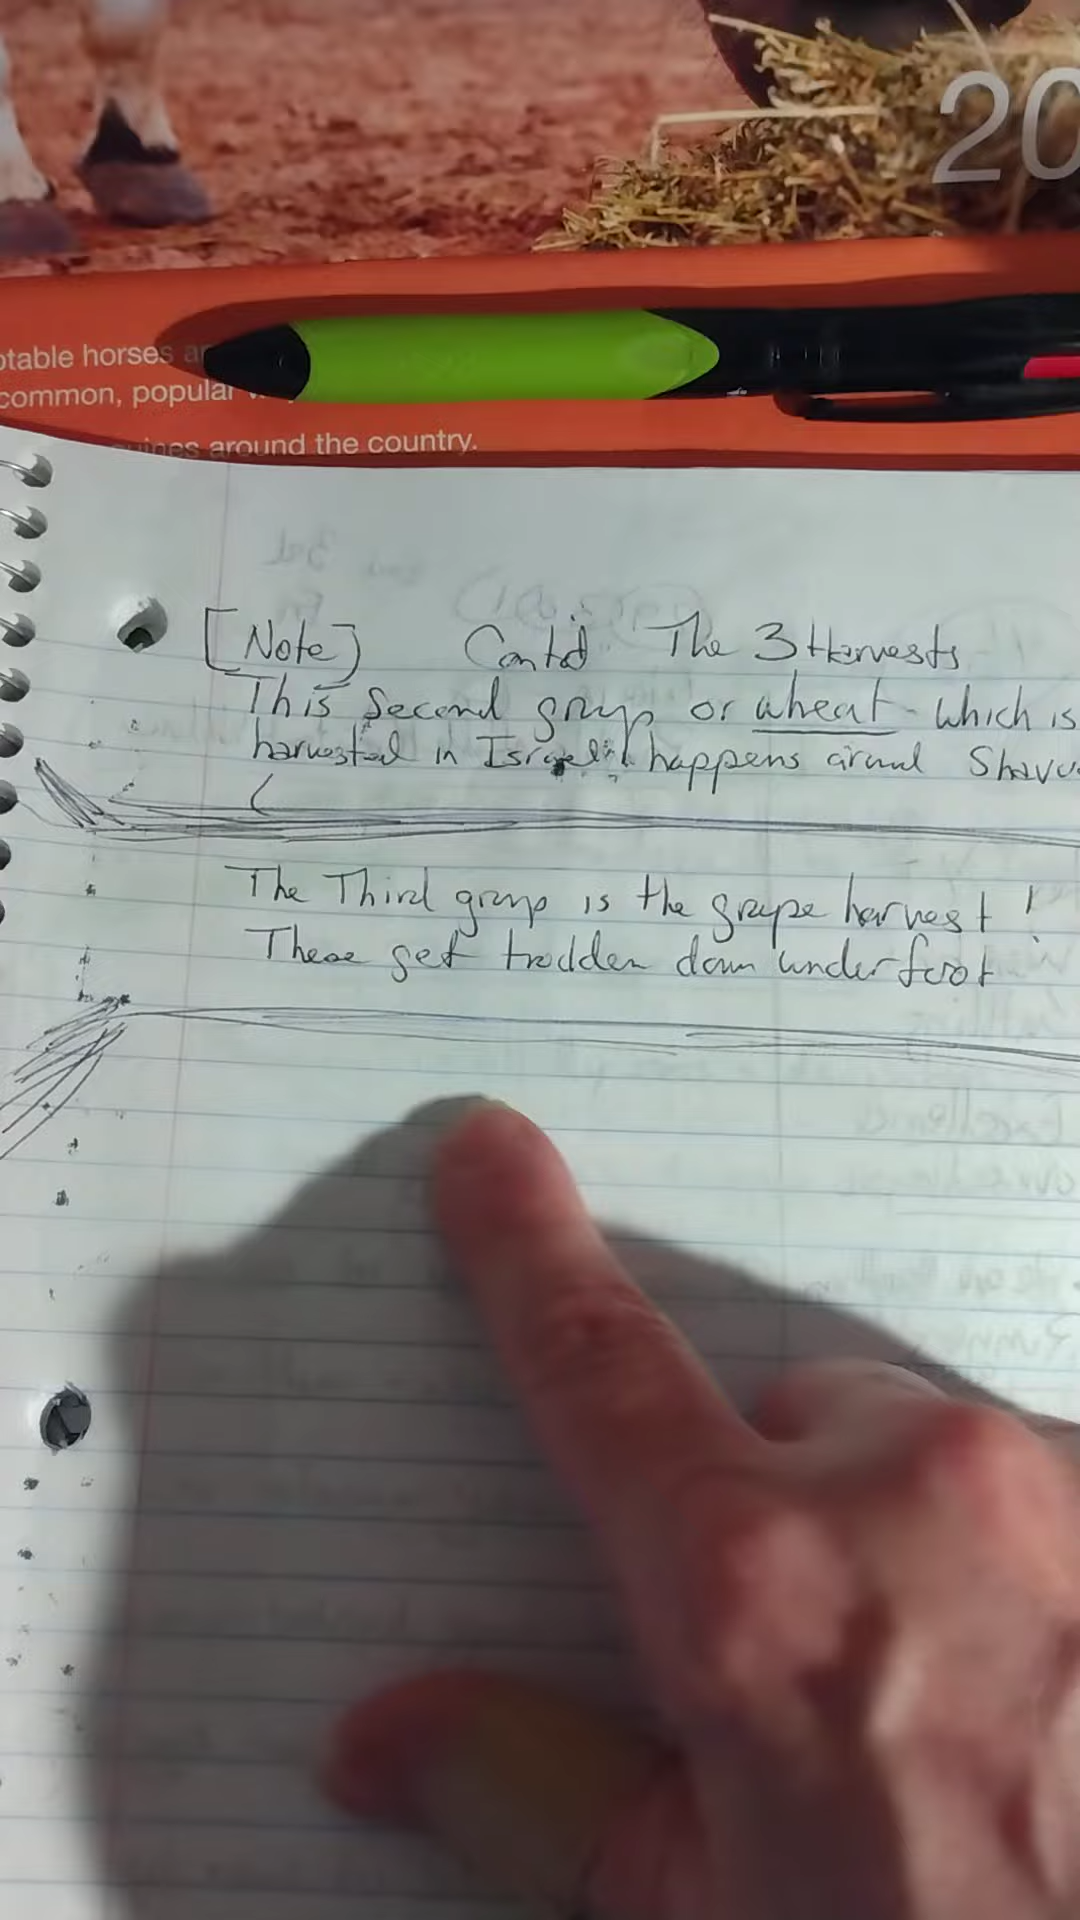 20
otable horses
common, popular
around the country.
[Note] Contd The 3 Harvests
This Second group or wheat - which is
harvested in Israel happens around Shavu
The Third group is the grape harvest !
These get trodden down underfoot